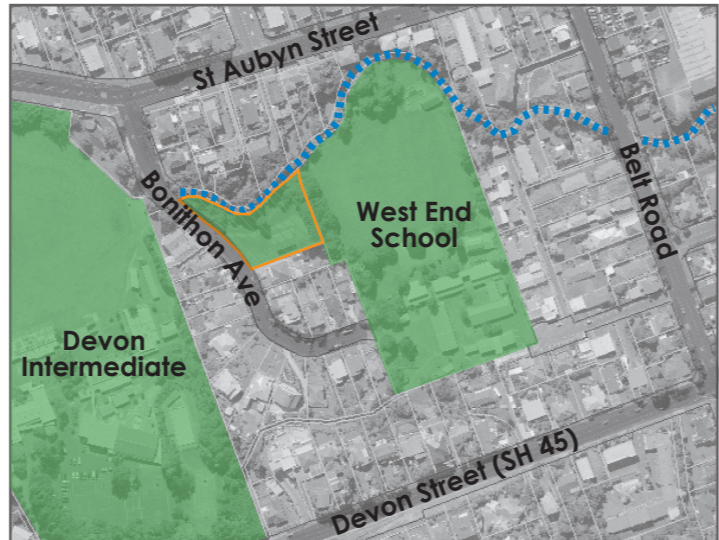 St Aubyn Street
Bonithon Ave
West End
School
Belt Road
Devon
Intermediate
Devon Street (SH 45)